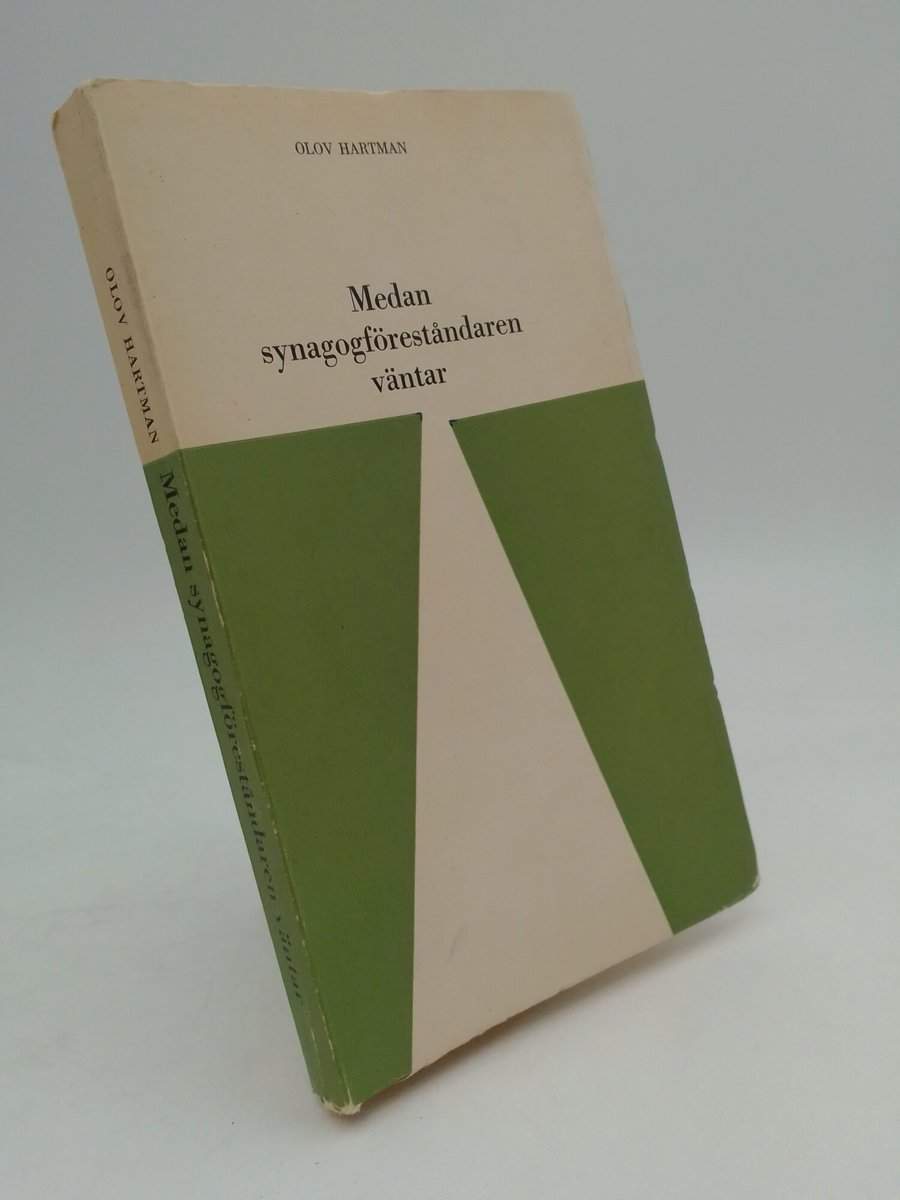 OLOV HARTMAN
Medan
synagogföreståndaren
väntar
OLOV HARTMAN
Medan synagogföreståndaren väntar